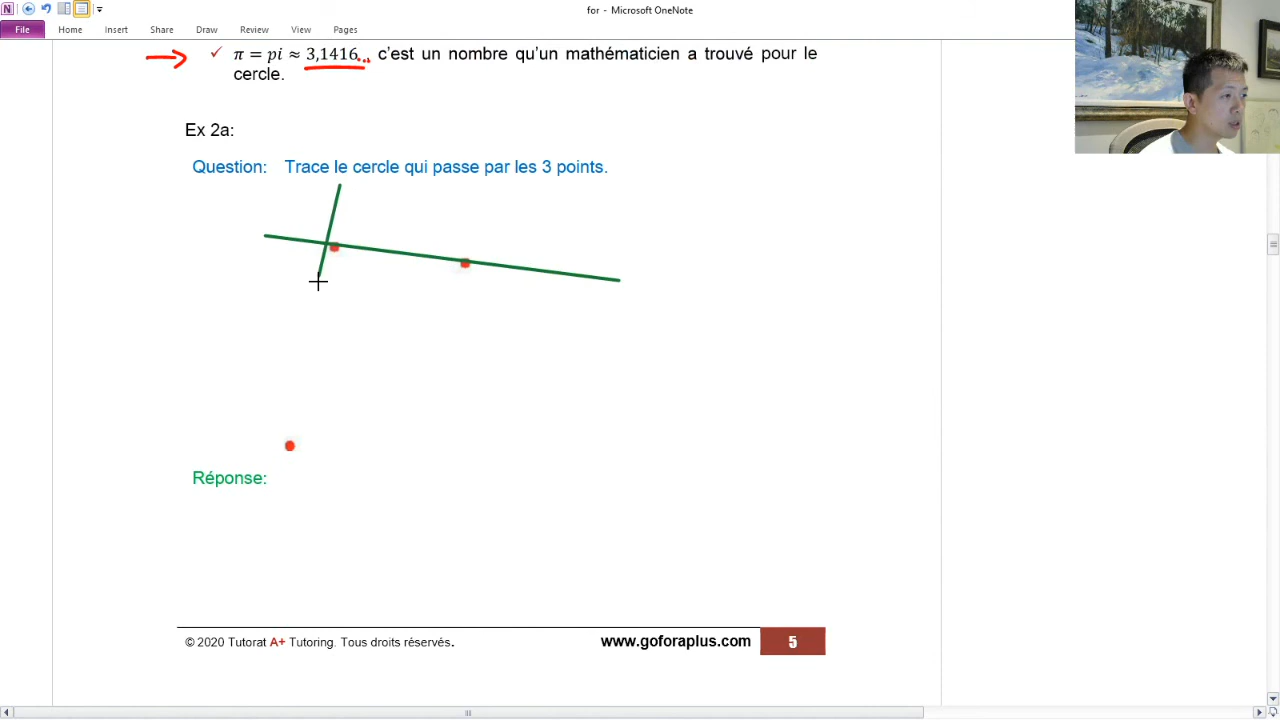 for - Microsoft OneNote
File Home Insert Share Draw Review View Pages
✓ π = pi ≈ 3,1416... c’est un nombre qu’un mathématicien a trouvé pour le
cercle.
Ex 2a:
Question: Trace le cercle qui passe par les 3 points.
Réponse:
© 2020 Tutorat A+ Tutoring. Tous droits réservés. www.goforaplus.com 5